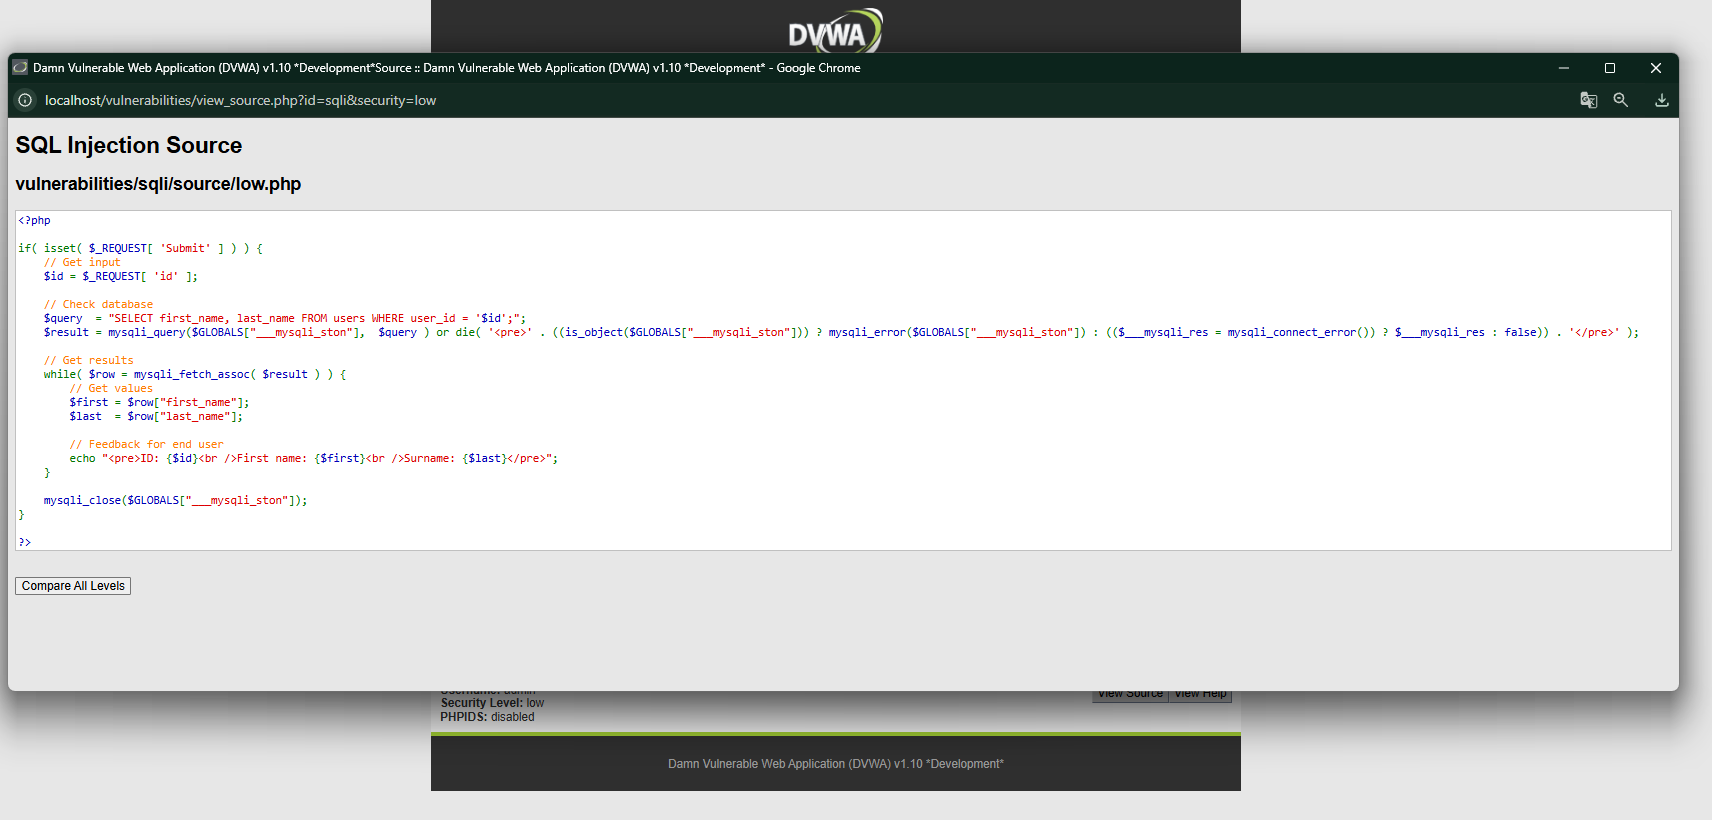 DVWA
Damn Vulnerable Web Application (DVWA) v1.10 *Development*Source :: Damn Vulnerable Web Application (DVWA) v1.10 *Development* - Google Chrome
localhost/vulnerabilities/view_source.php?id=sqli&security=low
SQL Injection Source
vulnerabilities/sqli/source/low.php
<?php
if( isset( $_REQUEST[ 'Submit' ] ) ) {
    // Get input
    $id = $_REQUEST[ 'id' ];
    // Check database
    $query  = "SELECT first_name, last_name FROM users WHERE user_id = '$id';";
    $result = mysqli_query($GLOBALS["___mysqli_ston"],  $query ) or die( '<pre>' . ((is_object($GLOBALS["___mysqli_ston"])) ? mysqli_error($GLOBALS["___mysqli_ston"]) : (($___mysqli_res = mysqli_connect_error()) ? $___mysqli_res : false)) . '</pre>' );
    // Get results
    while( $row = mysqli_fetch_assoc( $result ) ) {
        // Get values
        $first = $row["first_name"];
        $last  = $row["last_name"];
        // Feedback for end user
        echo "<pre>ID: {$id}<br />First name: {$first}<br />Surname: {$last}</pre>";
    }
    mysqli_close($GLOBALS["___mysqli_ston"]);
}
?>
Compare All Levels
Username: admin
View Source View Help
Security Level: low
PHPIDS: disabled
Damn Vulnerable Web Application (DVWA) v1.10 *Development*